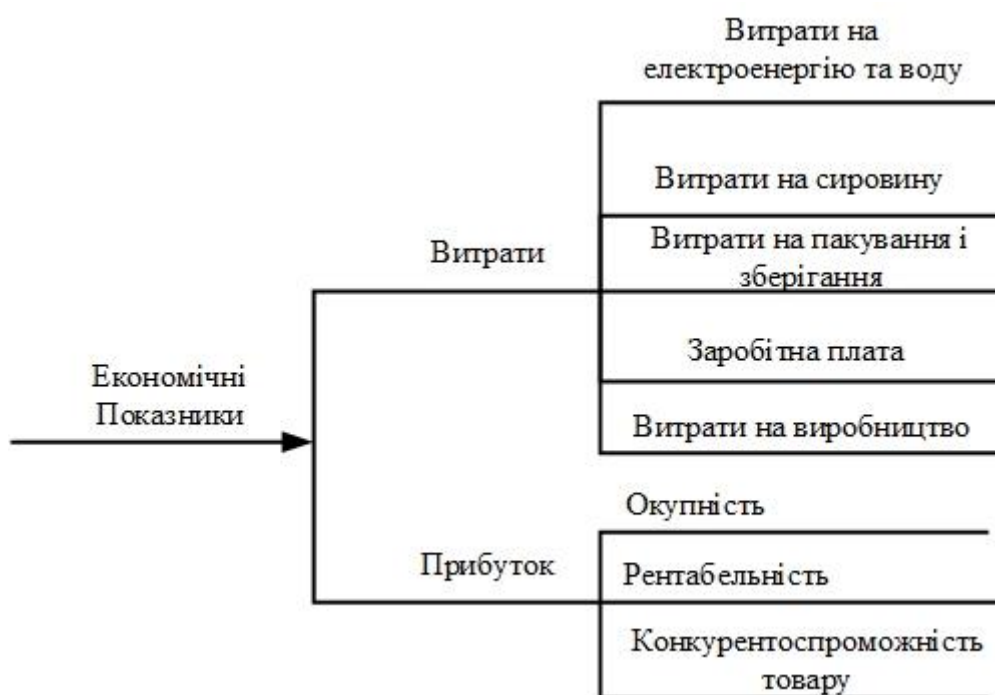 Витрати на
електроенергію та воду
Витрати на сировину
Витрати
Витрати на пакування і
зберігання
Заробітна плата
Економічні
Показники
Витрати на виробництво
Окупність
Прибуток
Рентабельність
Конкурентоспроможність
товару